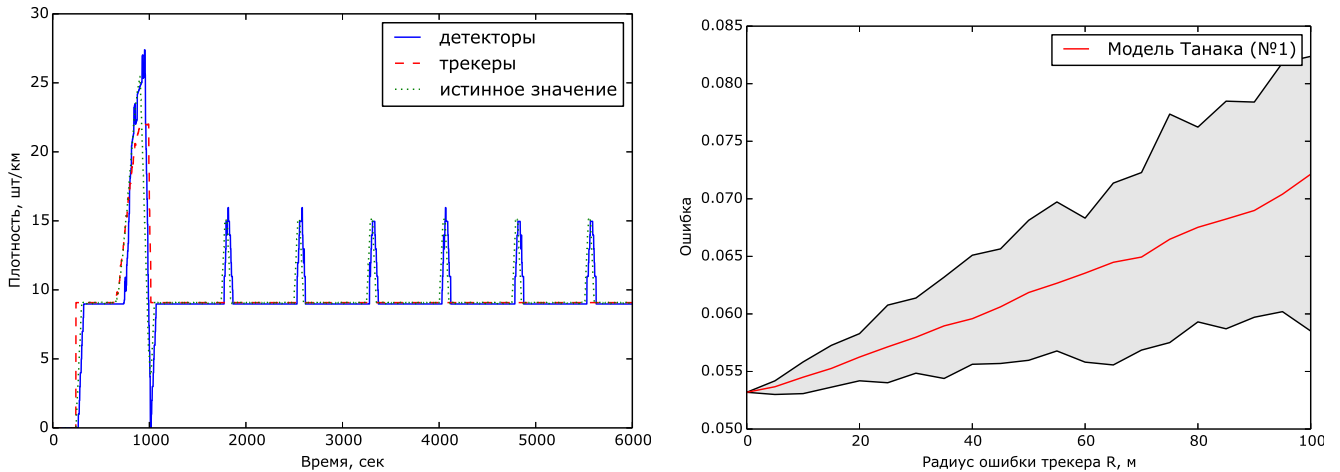 30
25
20
15
10
5
0
Плотность, шт/км
детекторы
трекеры
истинное значение
0 1000 2000 3000 4000 5000 6000
Время, сек
0.085
0.080
0.075
0.070
0.065
0.060
0.055
0.050
Ошибка
Модель Танака (№1)
0 20 40 60 80 100
Радиус ошибки трекера R, м